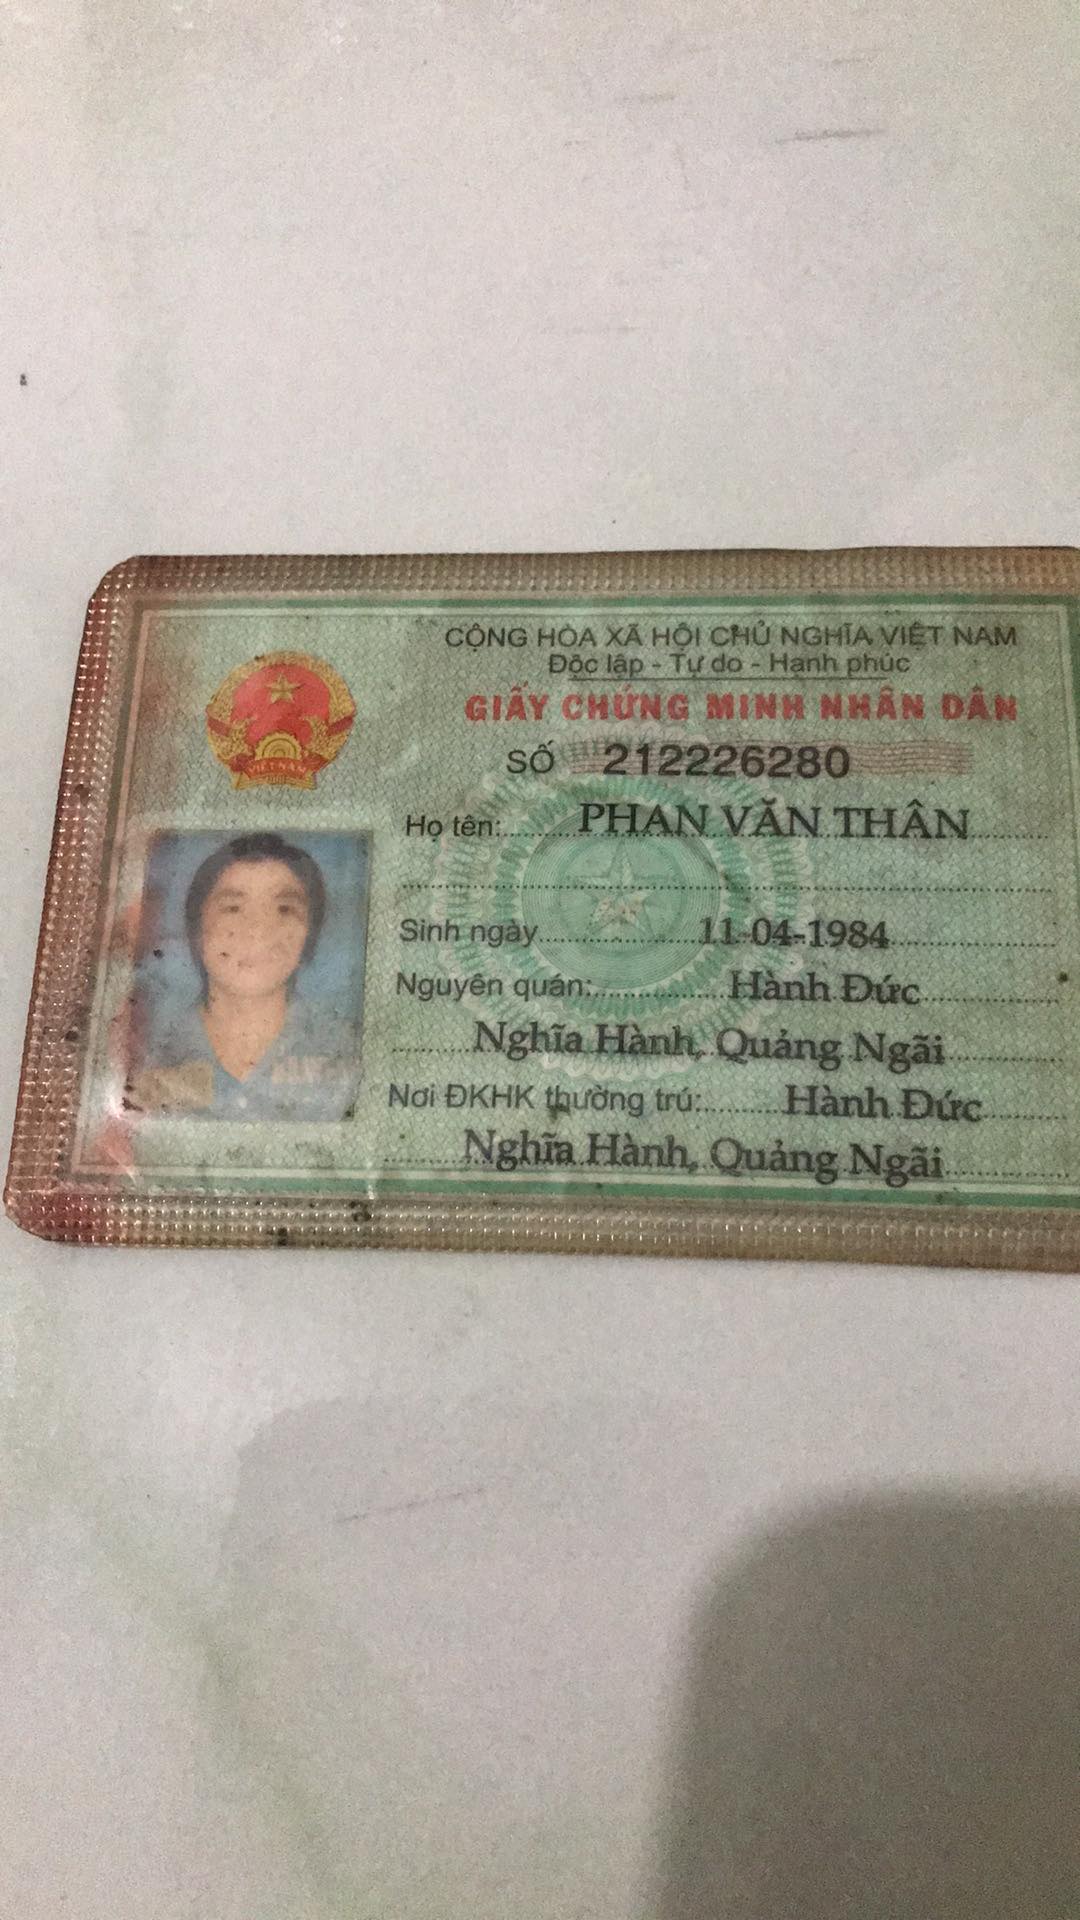 CỘNG HÒA XÃ HỘI CHỦ NGHĨA VIỆT NAM
Độc lập - Tự do - Hạnh phúc
GIẤY CHỨNG MINH NHÂN DÂN
SỐ 212226280
Họ tên: PHAN VĂN THÂN
Sinh ngày 11-04-1984
Nguyên quán: Hành Đức
Nghĩa Hành, Quảng Ngãi
Nơi ĐKHK thường trú: Hành Đức
Nghĩa Hành, Quảng Ngãi
VIỆT NAM